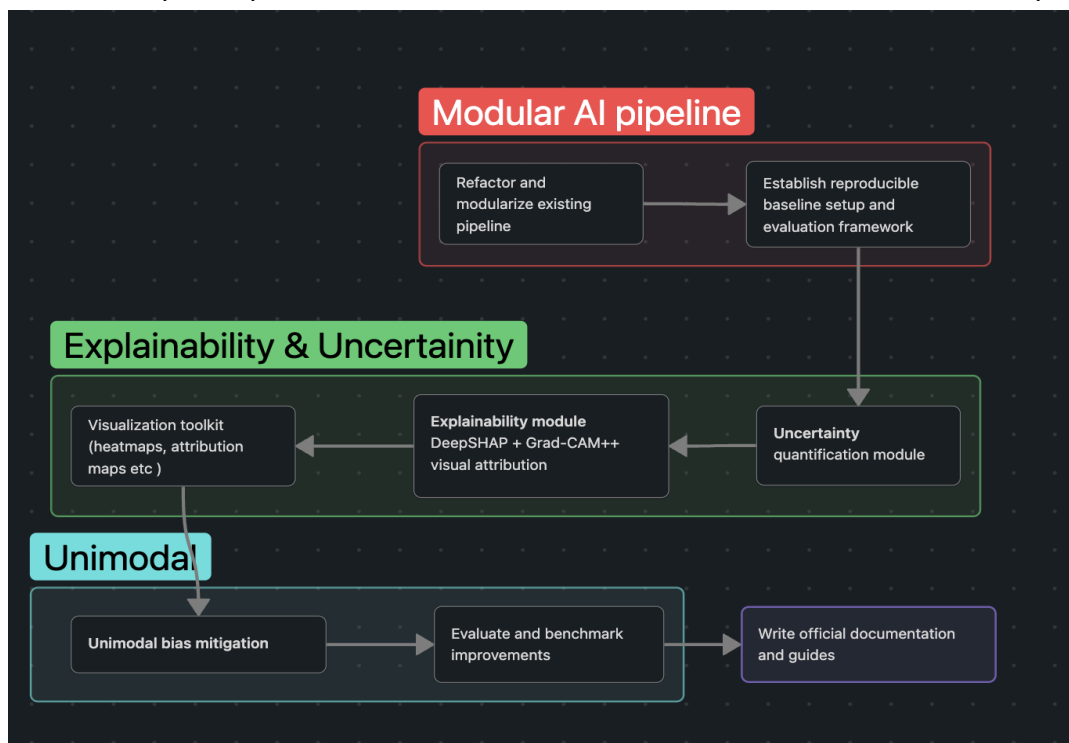 Modular AI pipeline
Refactor and
modularize existing
pipeline
Establish reproducible
baseline setup and
evaluation framework
Explainability & Uncertainity
Uncertainty
quantification module
Explainability module
DeepSHAP + Grad-CAM++
visual attribution
Visualization toolkit
(heatmaps, attribution
maps etc )
Unimodal
Unimodal bias mitigation
Evaluate and benchmark
improvements
Write official documentation
and guides